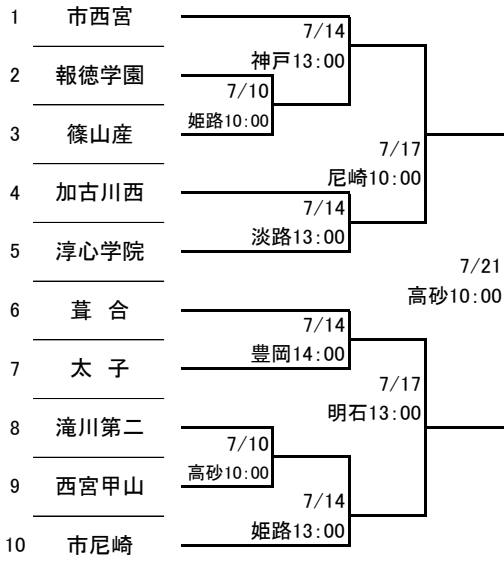 1 市西宮
7/14
神戸13:00
2 報徳学園
7/10
姫路10:00
3 篠山産
7/17
尼崎10:00
4 加古川西
7/14
淡路13:00
5 淳心学院
7/21
高砂10:00
6 葺 合
7/14
豊岡14:00
7 太 子
7/17
明石13:00
8 滝川第二
7/10
高砂10:00
9 西宮甲山
7/14
姫路13:00
10 市尼崎